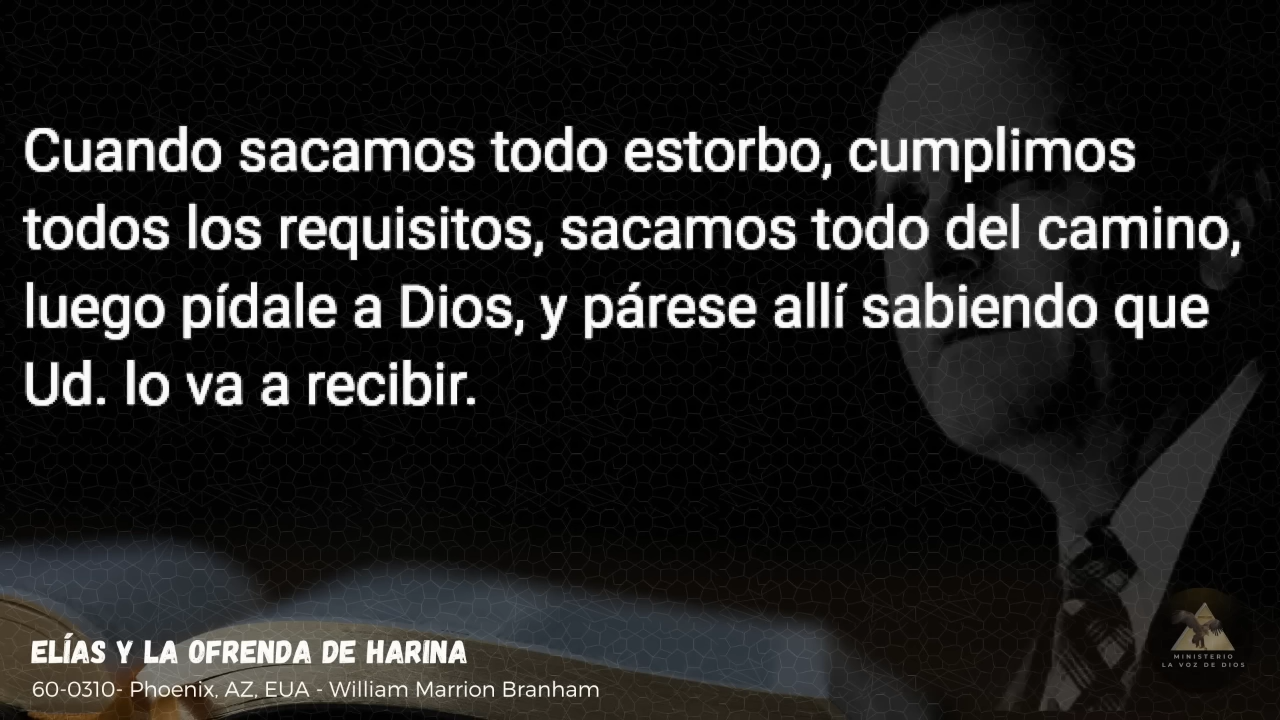 Cuando sacamos todo estorbo, cumplimos
todos los requisitos, sacamos todo del camino,
luego pídale a Dios, y párese allí sabiendo que
Ud. lo va a recibir.
ELÍAS Y LA OFRENDA DE HARINA
60-0310- Phoenix, AZ, EUA - William Marrion Branham
MINISTERIO
LA VOZ DE DIOS